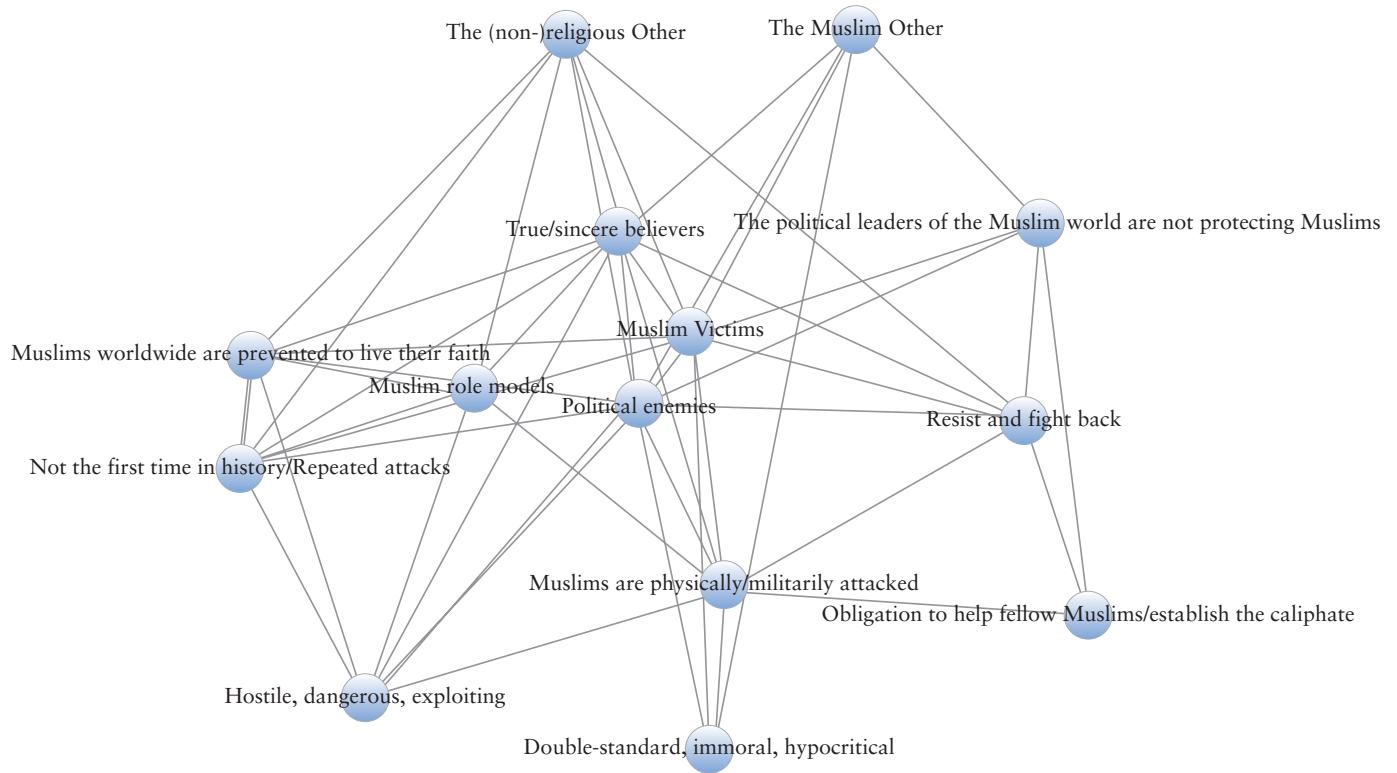 The (non-)religious Other
The Muslim Other
True/sincere believers
The political leaders of the Muslim world are not protecting Muslims
Muslim Victims
Muslims worldwide are prevented to live their faith
Muslim role models
Political enemies
Resist and fight back
Not the first time in history/Repeated attacks
Muslims are physically/militarily attacked
Obligation to help fellow Muslims/establish the caliphate
Hostile, dangerous, exploiting
Double-standard, immoral, hypocritical